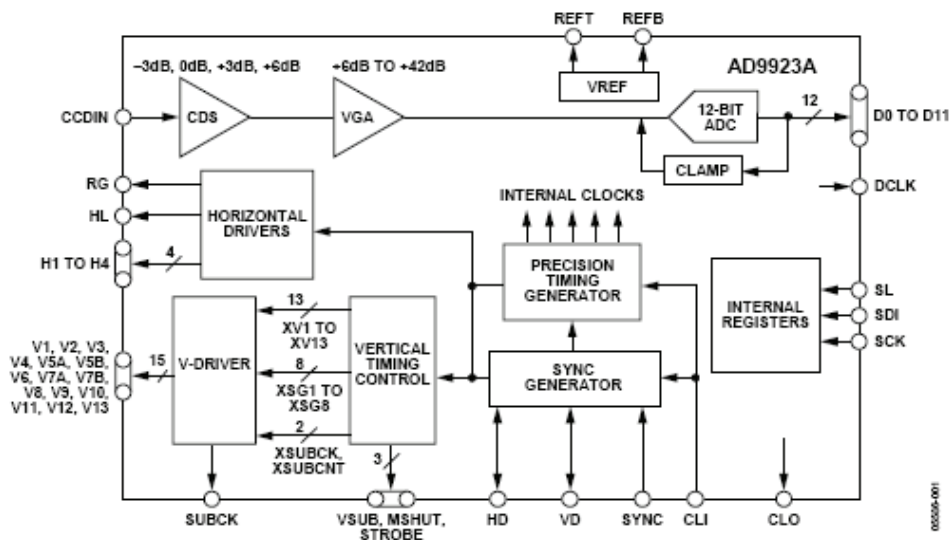 REFT REFB
–3dB, 0dB, +3dB, +6dB
+6dB TO +42dB
AD9923A
VREF
CCDIN
CDS
VGA
12-BIT
ADC
12
D0 TO D11
CLAMP
RG
HL
H1 TO H4
4
HORIZONTAL
DRIVERS
INTERNAL CLOCKS
DCLK
PRECISION
TIMING
GENERATOR
INTERNAL
REGISTERS
SL
SDI
SCK
V1, V2, V3,
V4, V5A, V5B,
V6, V7A, V7B,
V8, V9, V10,
V11, V12, V13
15
V-DRIVER
13
XV1 TO
XV13
8
XSG1 TO
XSG8
2
XSUBCK,
XSUBCNT
VERTICAL
TIMING
CONTROL
3
SYNC
GENERATOR
SUBCK
VSUB, MSHUT,
STROBE
HD
VD
SYNC
CLI
CLO